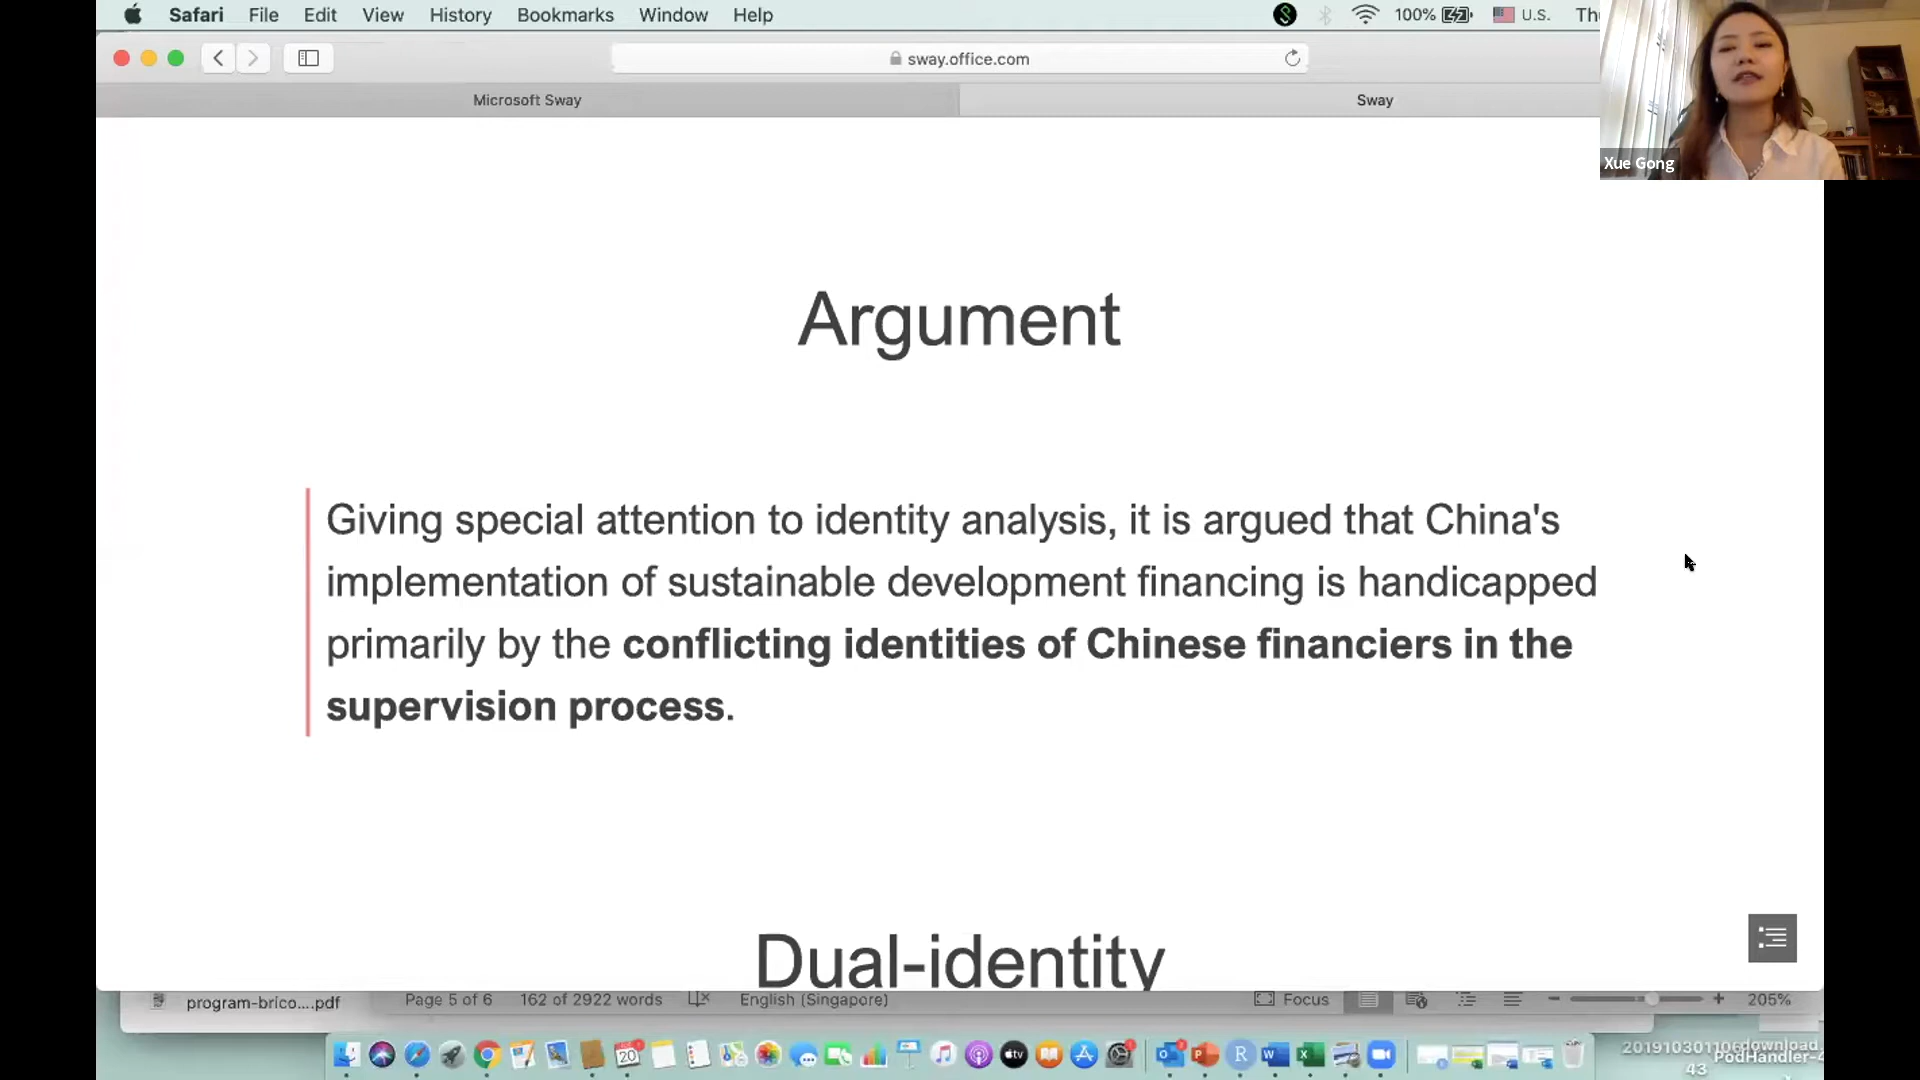 Safari File Edit View History Bookmarks Window Help 100% U.S. Th
sway.office.com
Microsoft Sway Sway
Xue Gong
Argument
Giving special attention to identity analysis, it is argued that China's
implementation of sustainable development financing is handicapped
primarily by the conflicting identities of Chinese financiers in the
supervision process.
Dual-identity
program-brico....pdf Page 5 of 6 162 of 2922 words English (Singapore) Focus 205%
20
tv
R
W
X
P
43